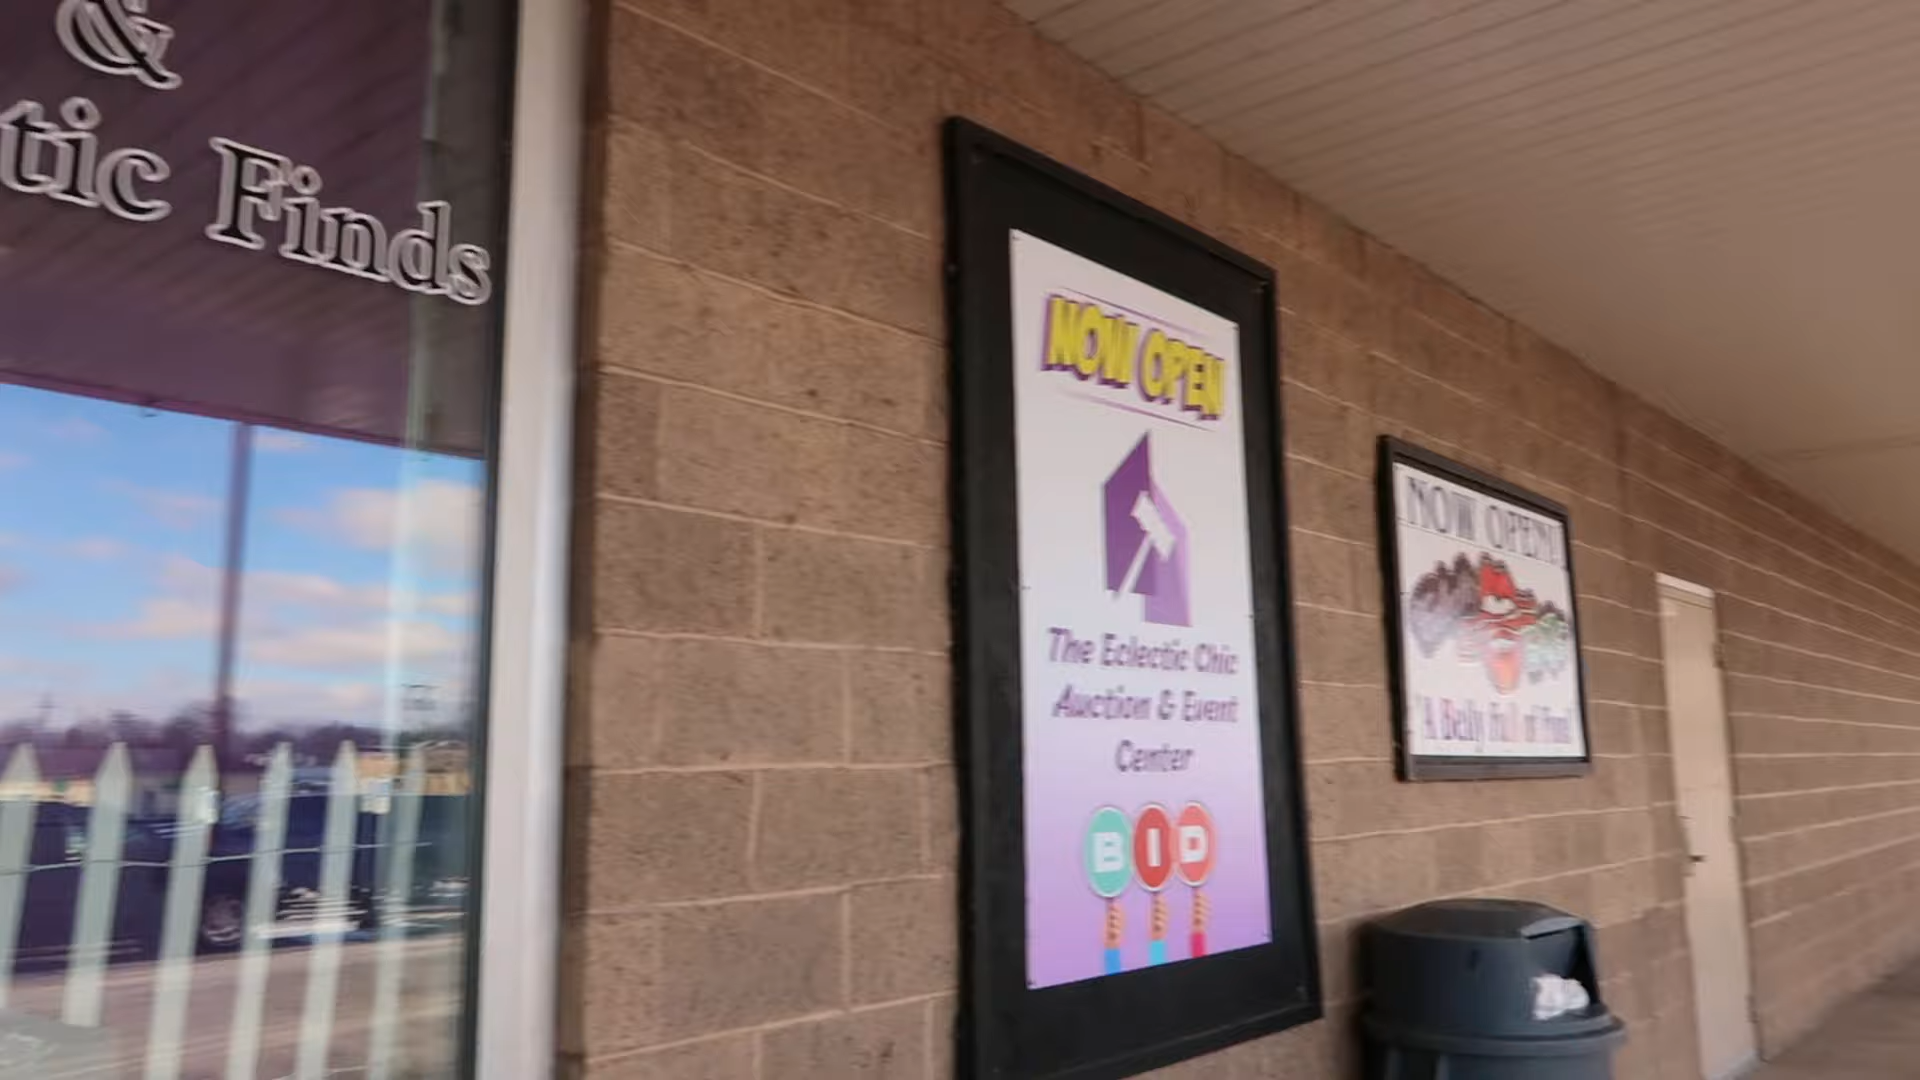 &
tic Finds
NOW OPEN
The Eclectic Chic
Auction & Event
Center
BID
NOW OPEN!
"A Belly Full of Fun!"